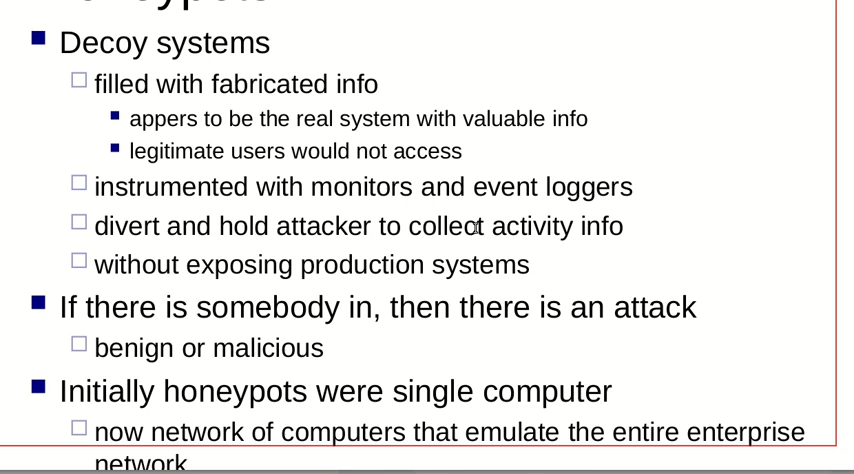 Decoy systems
filled with fabricated info
appers to be the real system with valuable info
legitimate users would not access
instrumented with monitors and event loggers
divert and hold attacker to collect activity info
without exposing production systems
If there is somebody in, then there is an attack
benign or malicious
Initially honeypots were single computer
now network of computers that emulate the entire enterprise
network